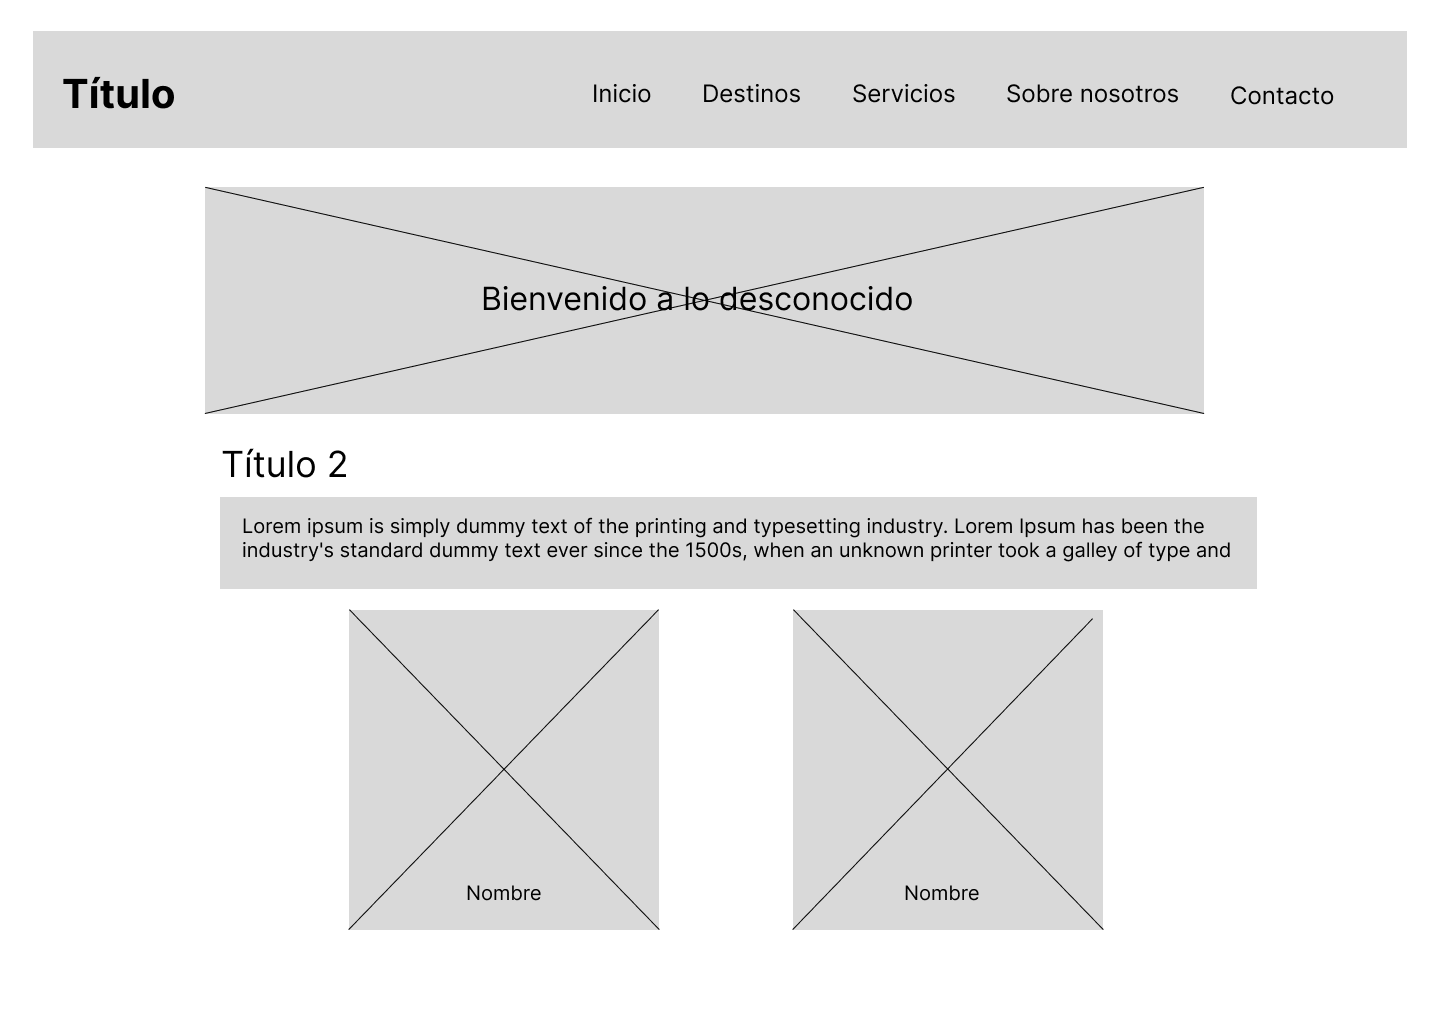 Título
Inicio Destinos Servicios Sobre nosotros Contacto
Bienvenido a lo desconocido
Título 2
Lorem ipsum is simply dummy text of the printing and typesetting industry. Lorem Ipsum has been the
industry's standard dummy text ever since the 1500s, when an unknown printer took a galley of type and
Nombre
Nombre